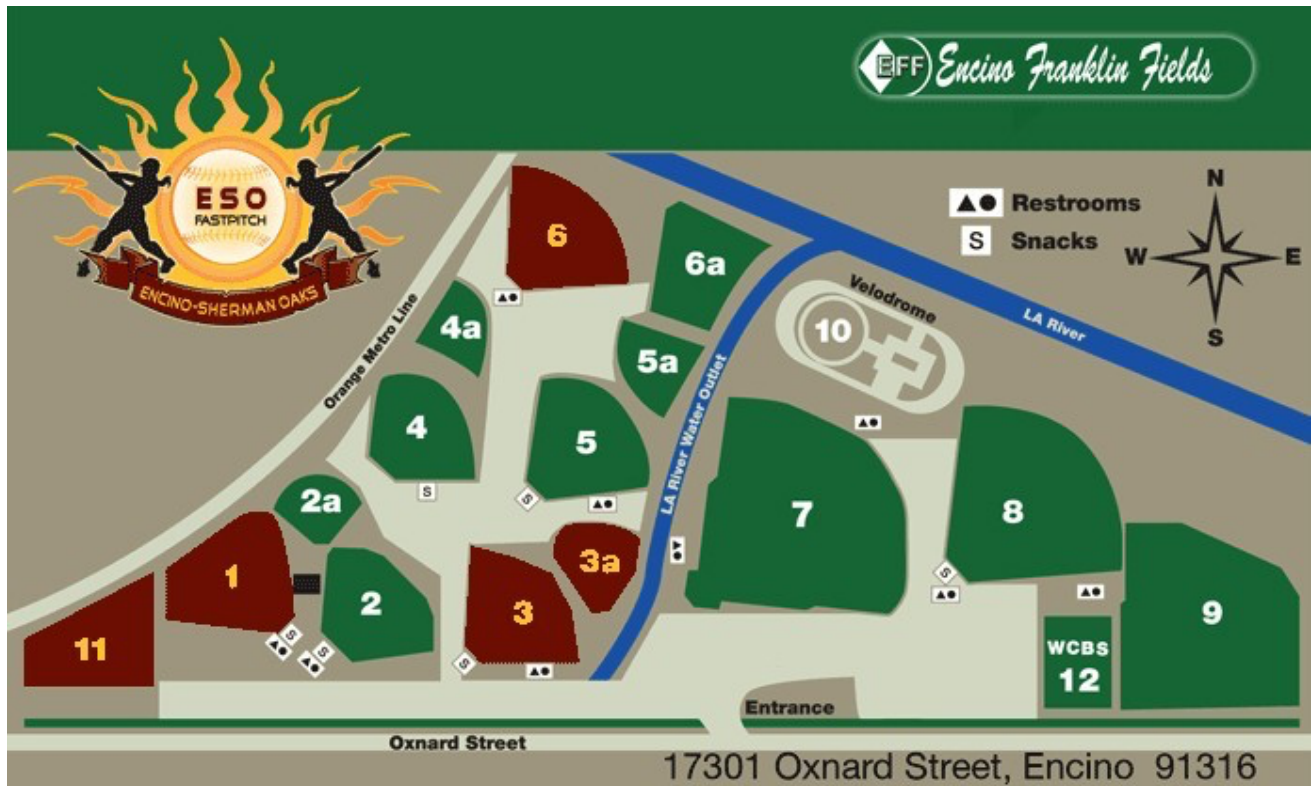 EFF Encino Franklin Fields
ESO
FASTPITCH
ENCINO-SHERMAN OAKS
Restrooms
S Snacks
N
W E
S
6
6a
Velodrome
10
LA River
4a
Orange Metro Line
5a
LA River Water Outlet
4
5
S
S
7
8
2a
1
2
3a
3
S
9
11
S
S
S
WCBS
12
Entrance
Oxnard Street
17301 Oxnard Street, Encino 91316